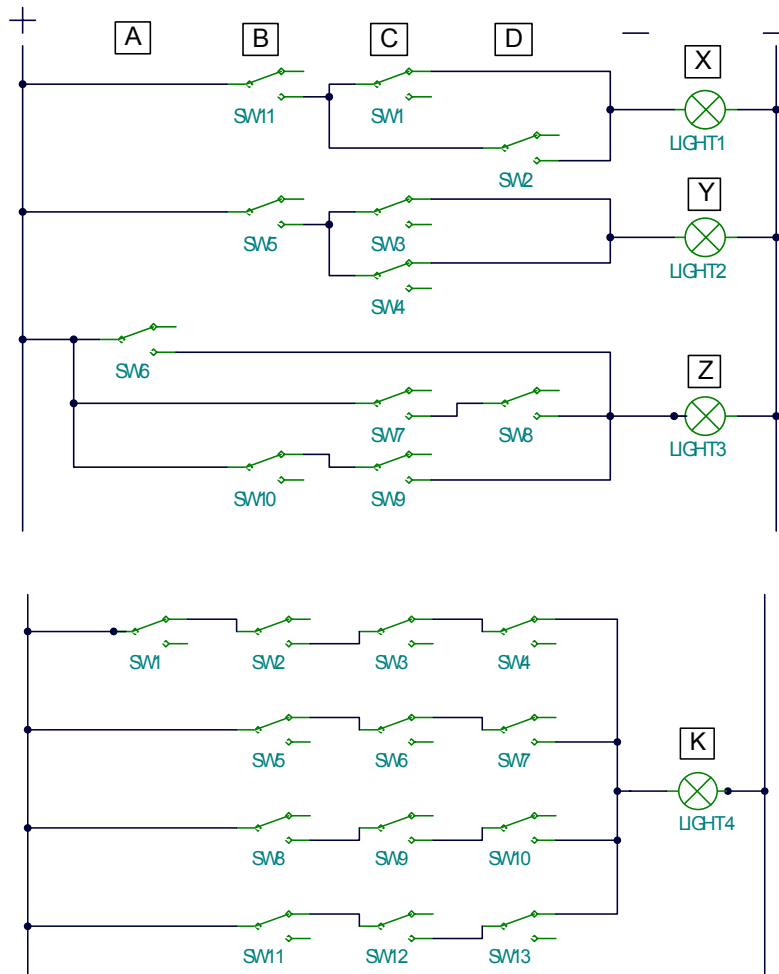 + A B C D — X —
SW11 SW1 LIGHT1
SW2
Y
SW5 SW3 LIGHT2
SW4
SW6 Z
SW7 SW8 LIGHT3
SW10 SW9
SW1 SW2 SW3 SW4
K
SW5 SW6 SW7
LIGHT4
SW8 SW9 SW10
SW11 SW12 SW13